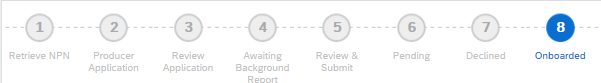 1 2 3 4 5 6 7 8
Retrieve NPN Producer Review Awaiting Review & Pending Declined Onboarded
Application Application Background Submit
Report